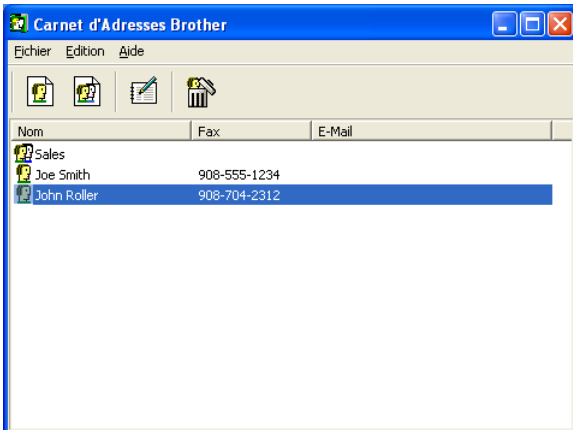 Carnet d'Adresses Brother
Fichier Edition Aide
Nom Fax E-Mail
Sales
Joe Smith 908-555-1234
John Roller 908-704-2312